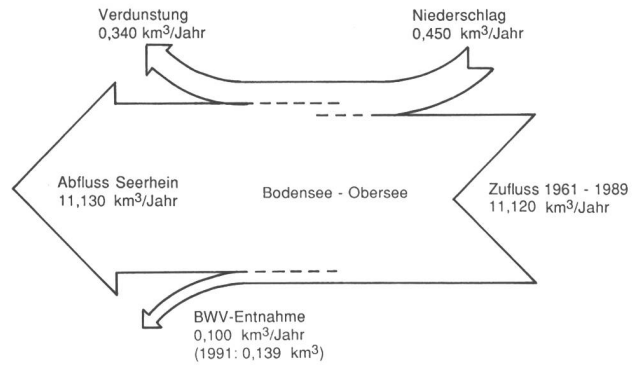 Verdunstung
0,340 km³/Jahr
Niederschlag
0,450 km³/Jahr
Abfluss Seerhein
11,130 km³/Jahr
Bodensee - Obersee
Zufluss 1961 - 1989
11,120 km³/Jahr
BWV-Entnahme
0,100 km³/Jahr
(1991: 0,139 km³)